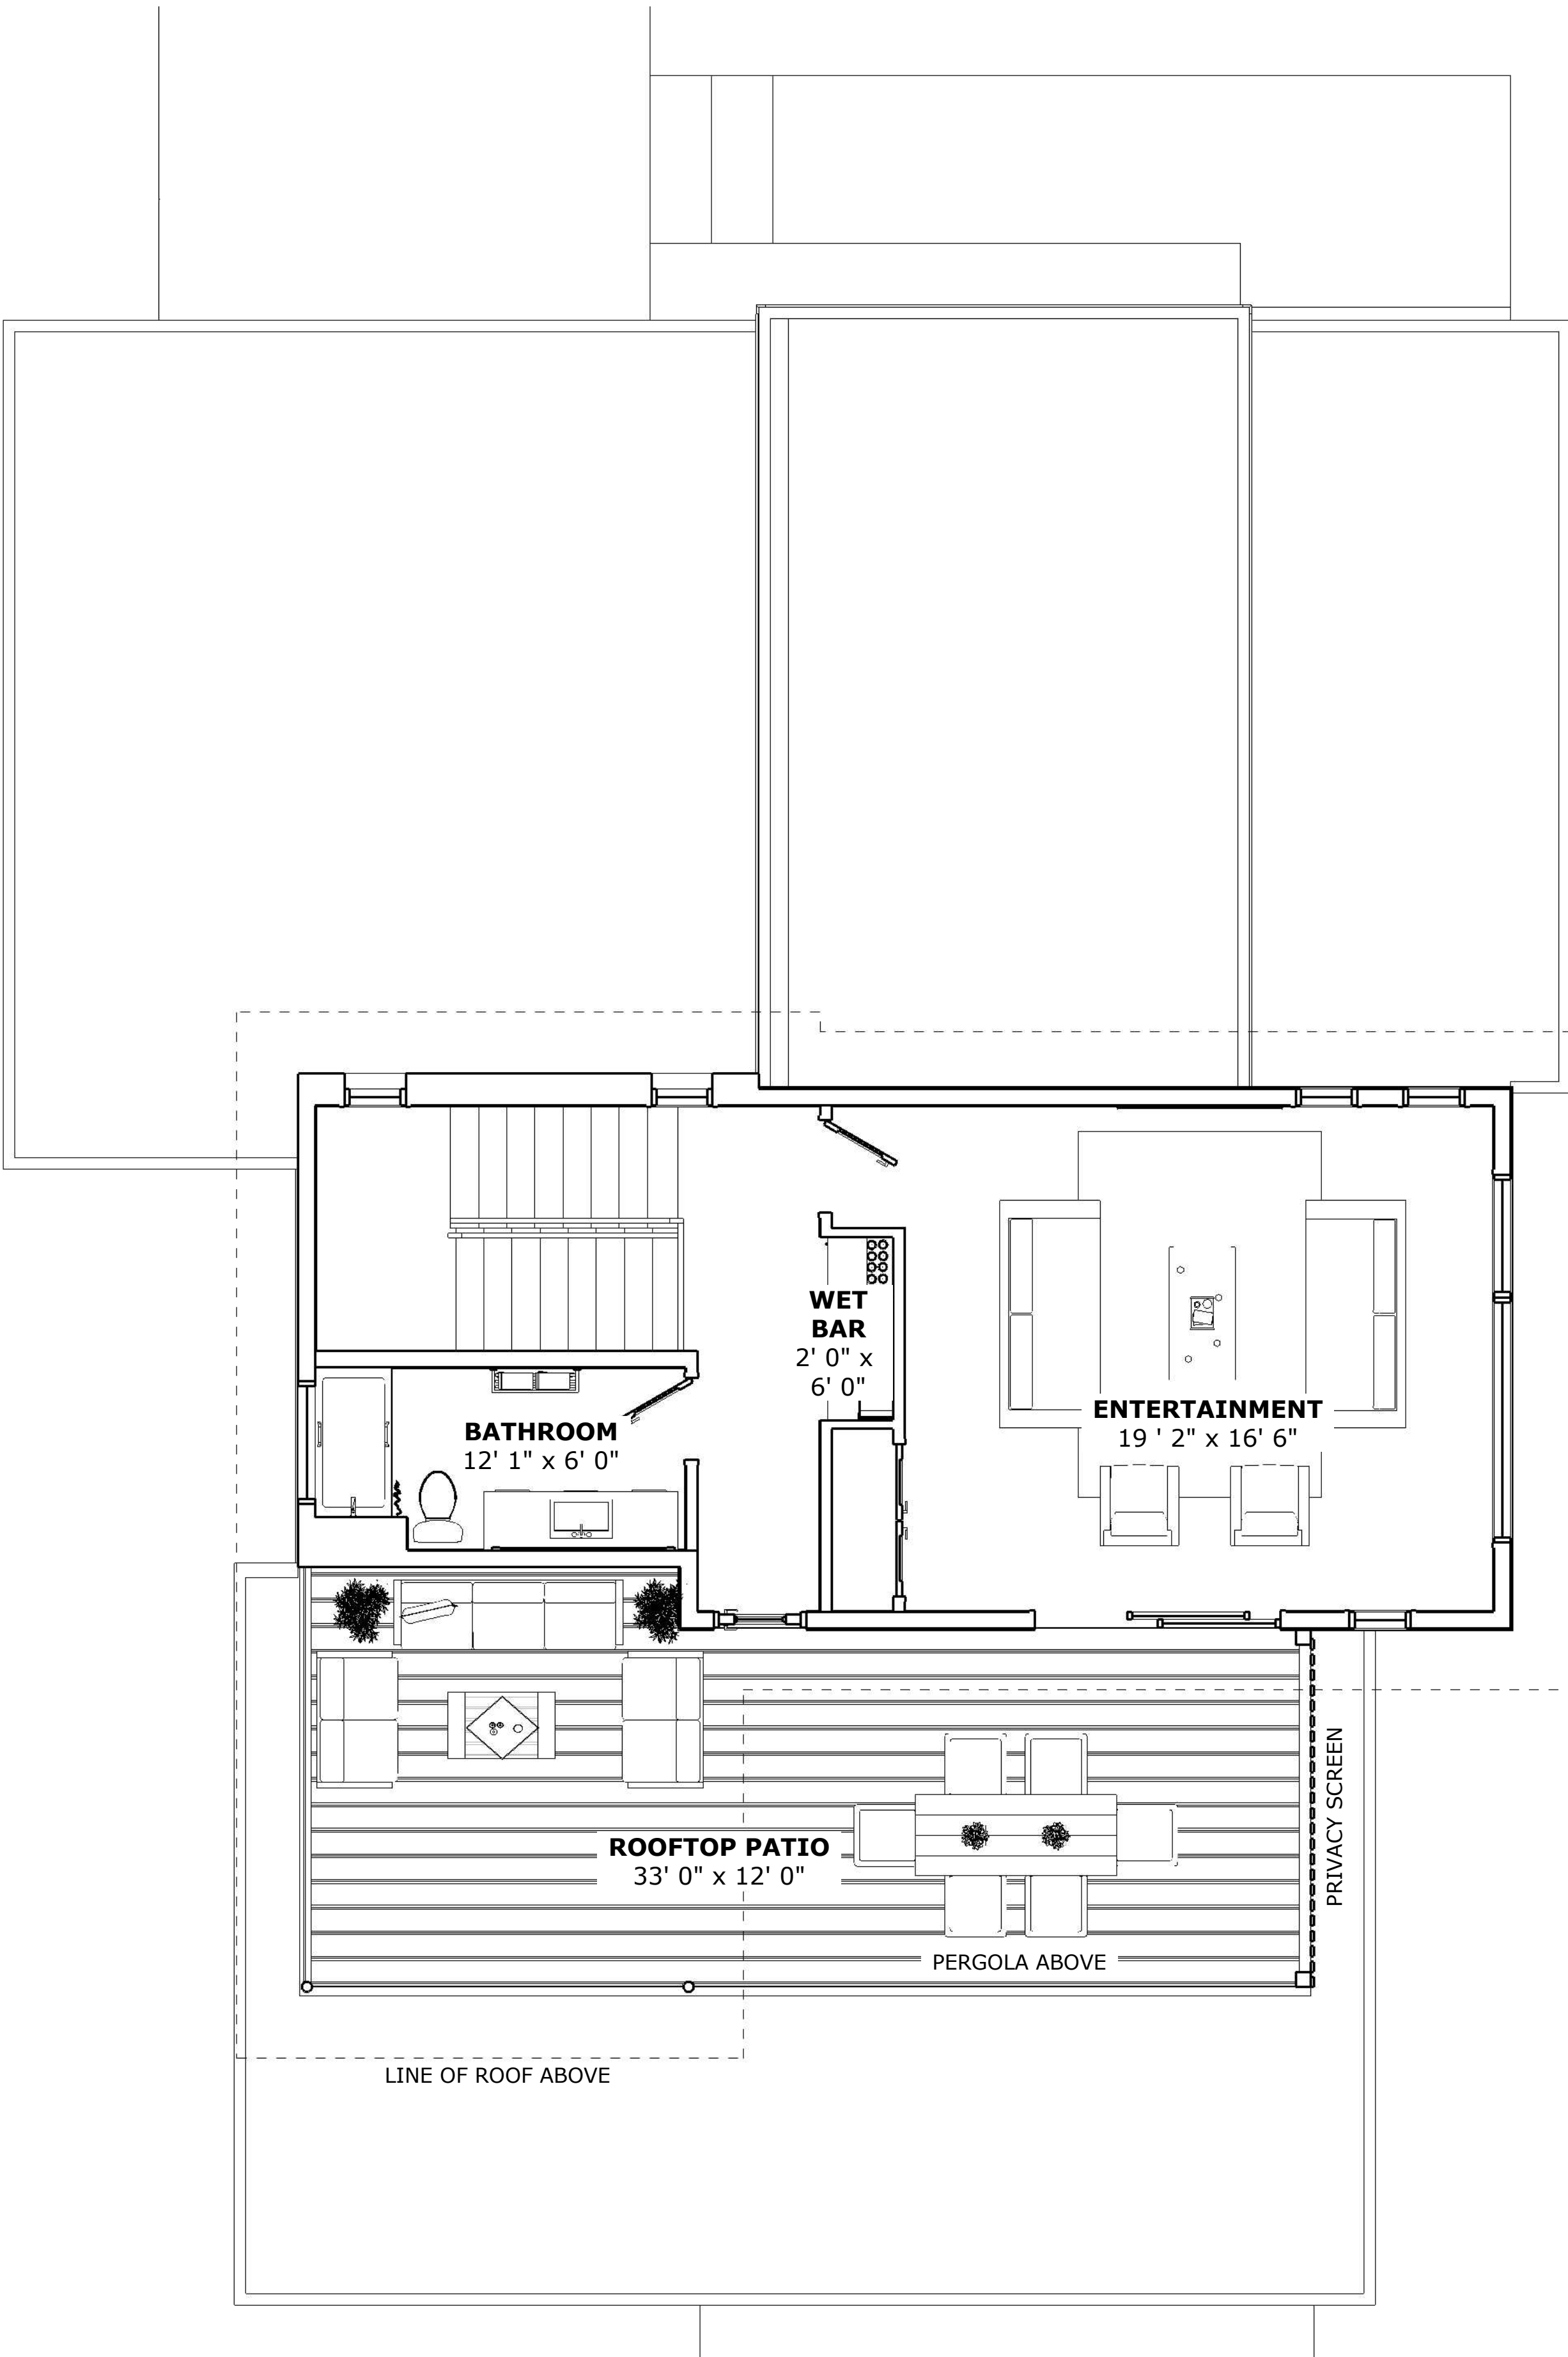 WET
BAR
2' 0" x
6' 0"
ENTERTAINMENT
19 ' 2" x 16' 6"
BATHROOM
12' 1" x 6' 0"
PRIVACY SCREEN
ROOFTOP PATIO
33' 0" x 12' 0"
PERGOLA ABOVE
LINE OF ROOF ABOVE